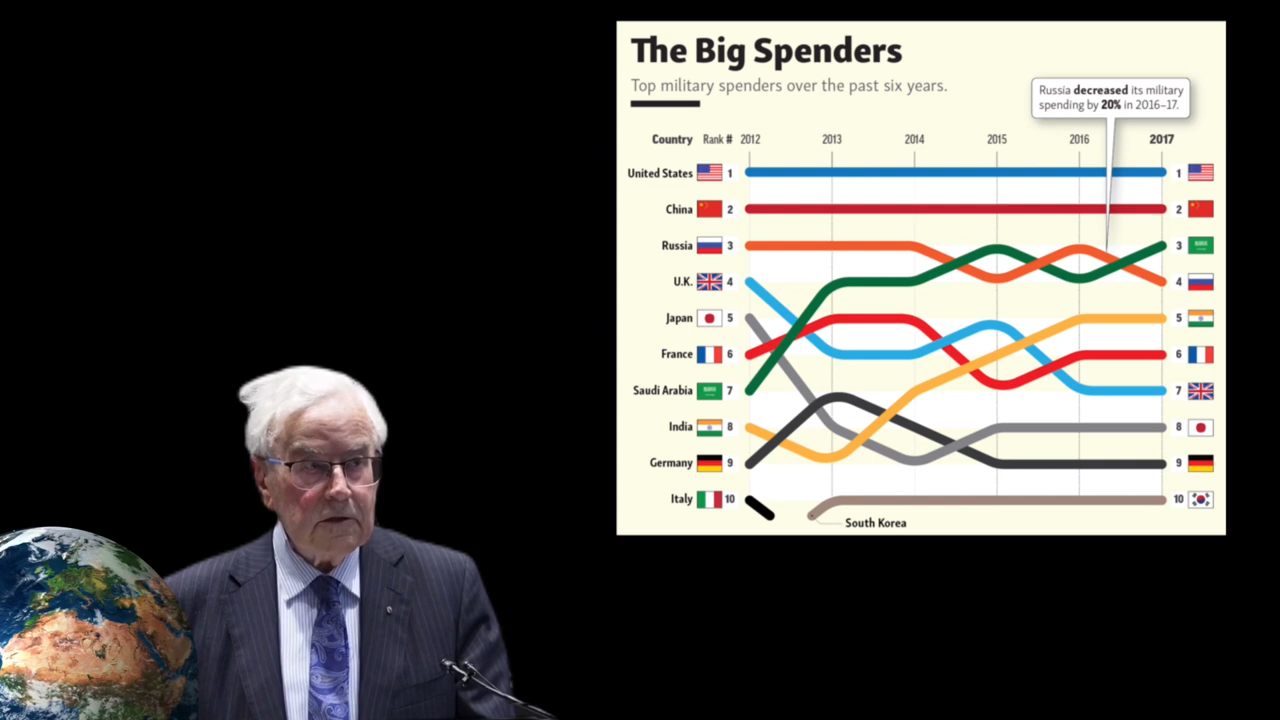 The Big Spenders
Top military spenders over the past six years.
Russia decreased its military
spending by 20% in 2016–17.
Country Rank # 2012 2013 2014 2015 2016 2017
United States 1 1
China 2 2
Russia 3 3
U.K. 4 4
Japan 5 5
France 6 6
Saudi Arabia 7 7
India 8 8
Germany 9 9
Italy 10 10
South Korea